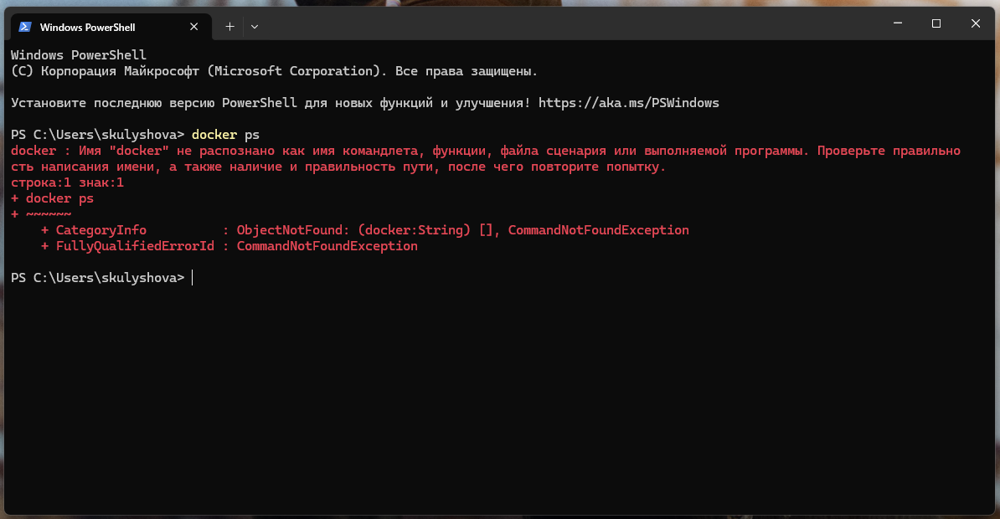 Windows PowerShell
Windows PowerShell
(C) Корпорация Майкрософт (Microsoft Corporation). Все права защищены.
Установите последнюю версию PowerShell для новых функций и улучшения! https://aka.ms/PSWindows
PS C:\Users\skulyshova> docker ps
docker : Имя "docker" не распознано как имя командлета, функции, файла сценария или выполняемой программы. Проверьте правильно
сть написания имени, а также наличие и правильность пути, после чего повторите попытку.
строка:1 знак:1
+ docker ps
+ ~~~~~~
    + CategoryInfo          : ObjectNotFound: (docker:String) [], CommandNotFoundException
    + FullyQualifiedErrorId : CommandNotFoundException
PS C:\Users\skulyshova>